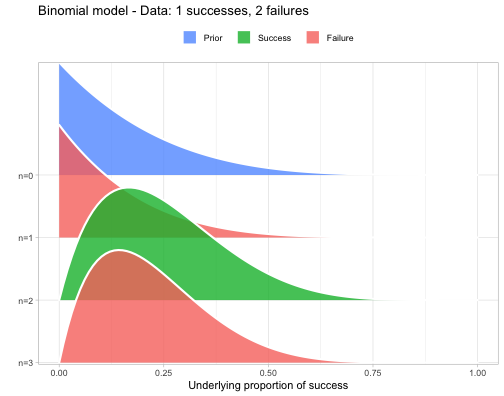 Binomial model - Data: 1 successes, 2 failures
Prior Success Failure
n=0
n=1
n=2
n=3
0.00 0.25 0.50 0.75 1.00
Underlying proportion of success